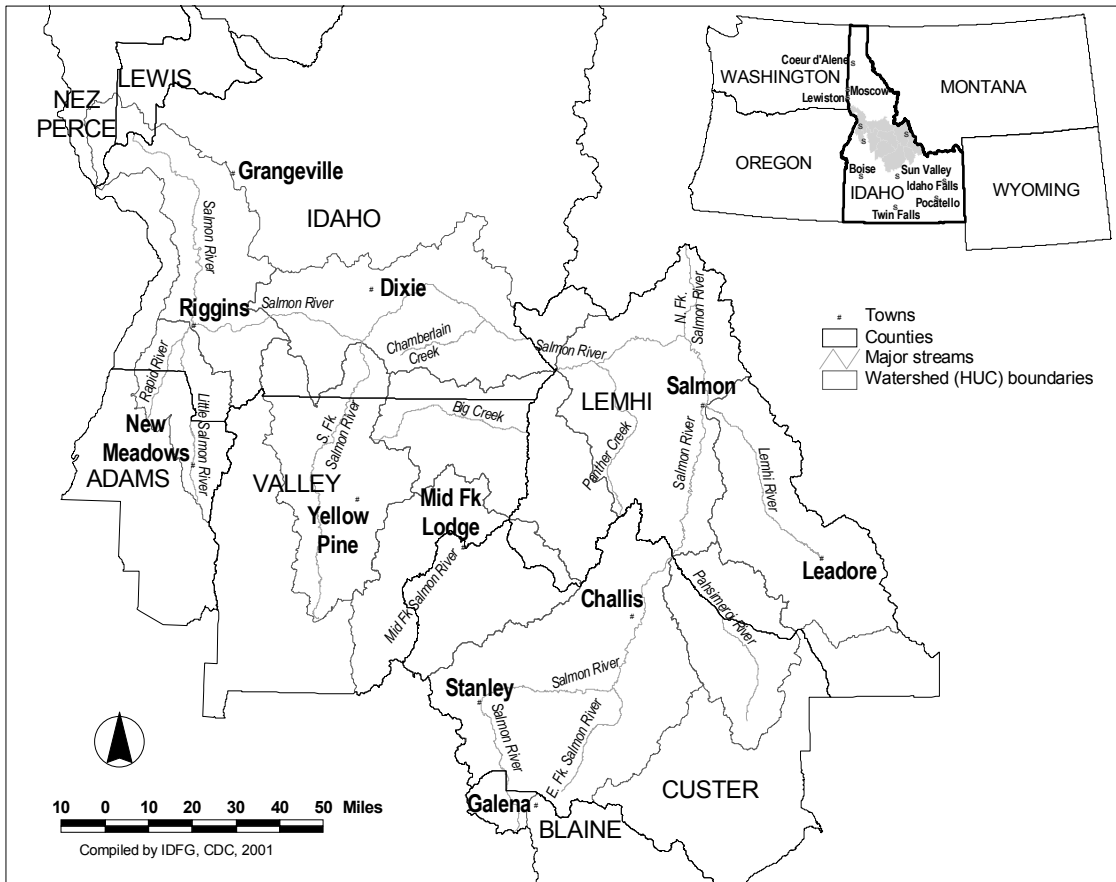 LEWIS
NEZ
PERCE
Grangeville
IDAHO
Salmon River
Dixie
Riggins
Salmon River
Chamberlain
Creek
Salmon River
N. Fk.
Salmon River
Rapid River
Big Creek
LEMHI
Salmon
New
Meadows
Little Salmon River
S. Fk.
Salmon River
Panther Creek
Salmon River
Lemhi River
ADAMS
VALLEY
Yellow
Pine
Mid Fk
Lodge
Mid Fk Salmon River
Leadore
Challis
Pahsimeroi River
Stanley
Salmon River
Salmon River
E. Fk. Salmon River
Galena
BLAINE
CUSTER
10 0 10 20 30 40 50 Miles
Compiled by IDFG, CDC, 2001
Coeur d'Alene
s
WASHINGTON
Moscow
Lewiston
MONTANA
s
s
s
OREGON
Boise
s
Sun Valley
s
IDAHO
Idaho Falls
s
Pocatello
s
s
Twin Falls
WYOMING
# Towns
Counties
Major streams
Watershed (HUC) boundaries